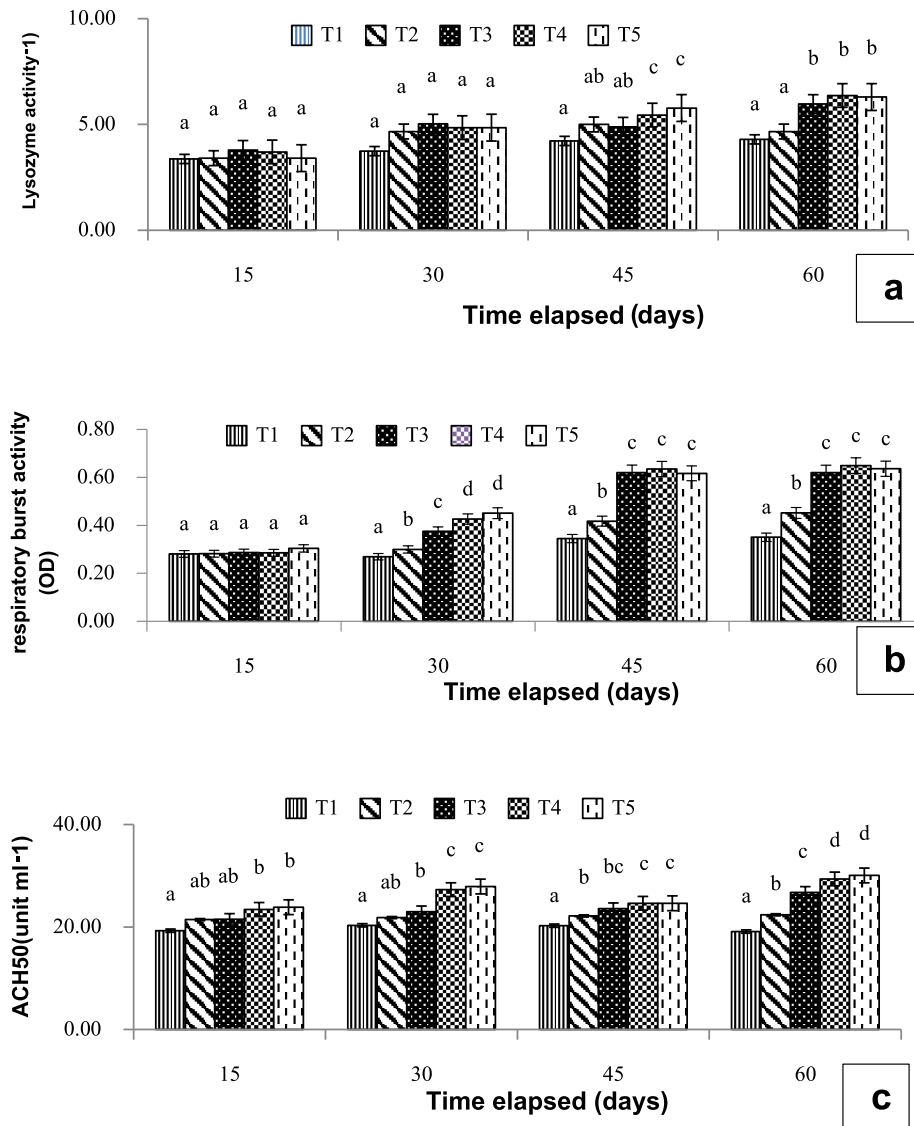 10.00
T1 T2 T3 T4 T5
Lysozyme activity-1)
a a a a a a a a a a a ab ab c c a a b b b
5.00
0.00
15 30 45 60
Time elapsed (days)
a
respiratory burst activity
(OD)
0.80
T1 T2 T3 T4 T5
0.60
0.40
0.20
0.00
a a a a a a b c d d a b c c c a b c c c
15 30 45 60
Time elapsed (days)
b
ACH50(unit ml-1)
T1 T2 T3 T4 T5
40.00
20.00
0.00
a ab ab b b a ab b c c a b bc c c a b c d d
15 30 45 60
Time elapsed (days)
c